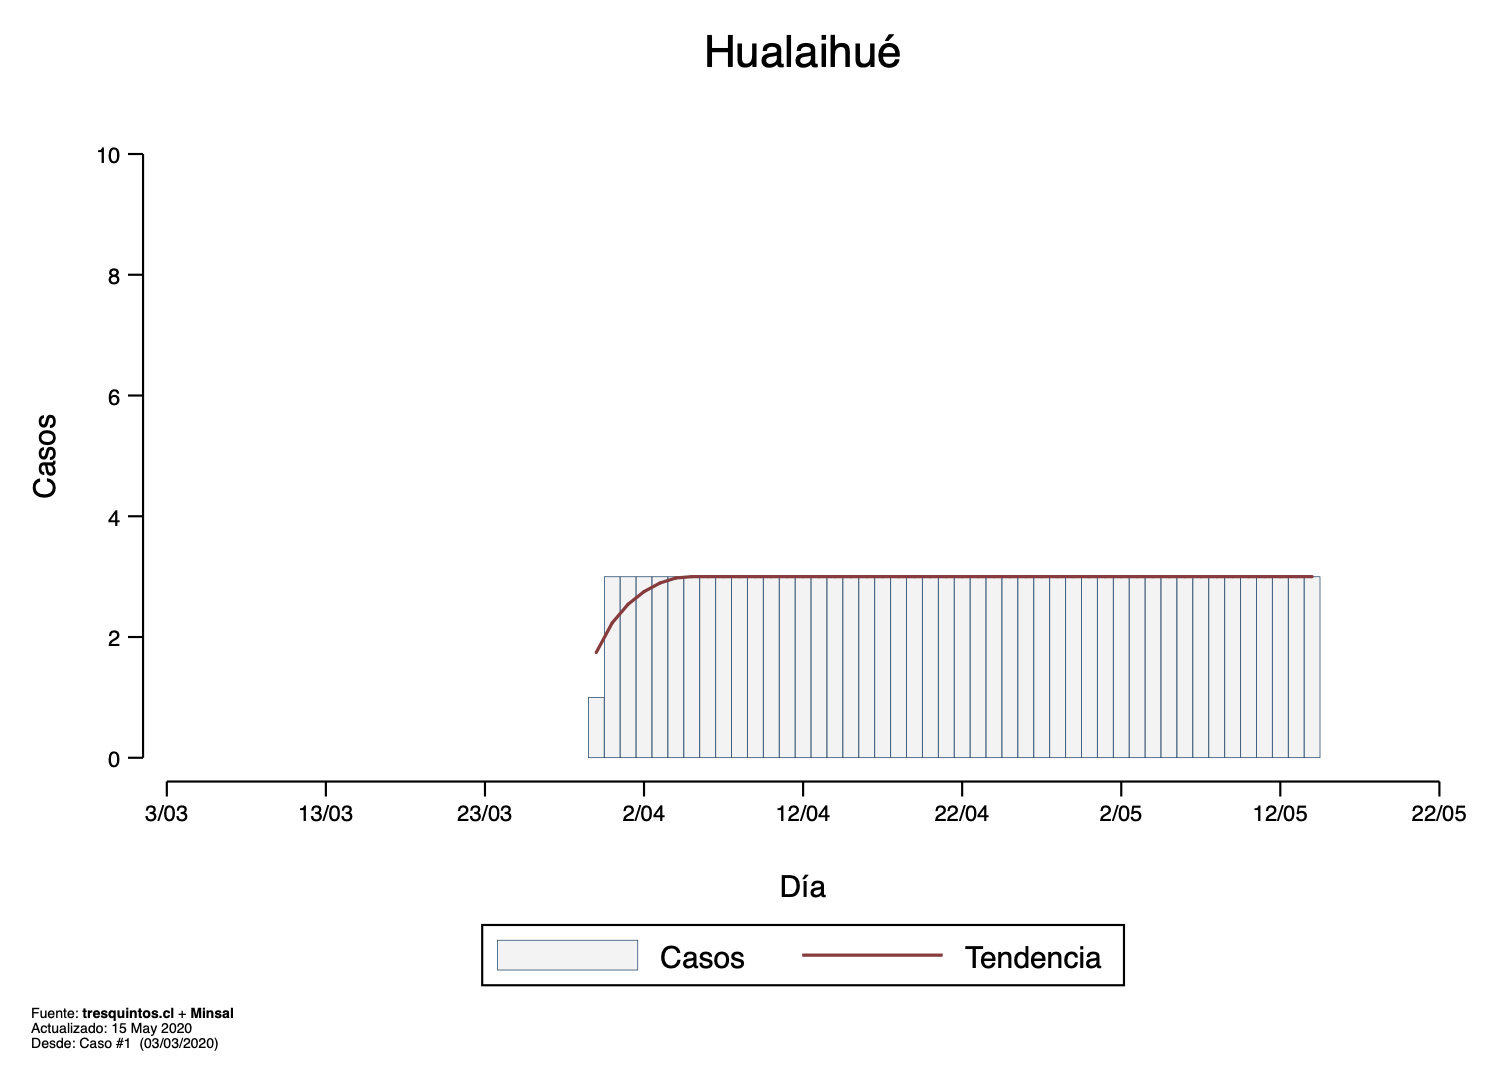 Hualaihué
10
8
6
4
2
0
Casos
3/03 13/03 23/03 2/04 12/04 22/04 2/05 12/05 22/05
Día
Casos Tendencia
Fuente: tresquintos.cl + Minsal
Actualizado: 15 May 2020
Desde: Caso #1 (03/03/2020)